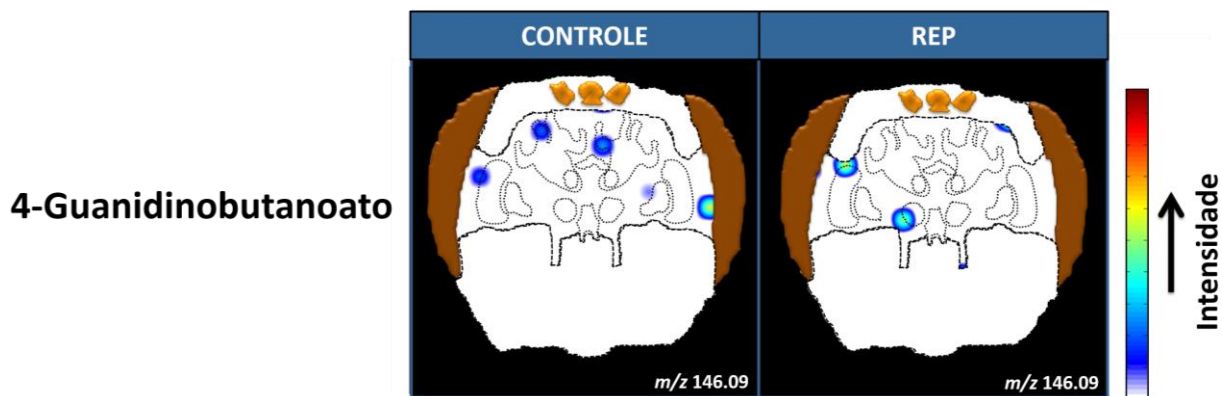 CONTROLE
REP
4-Guanidinobutanoato
Intensidade
m/z 146.09
m/z 146.09